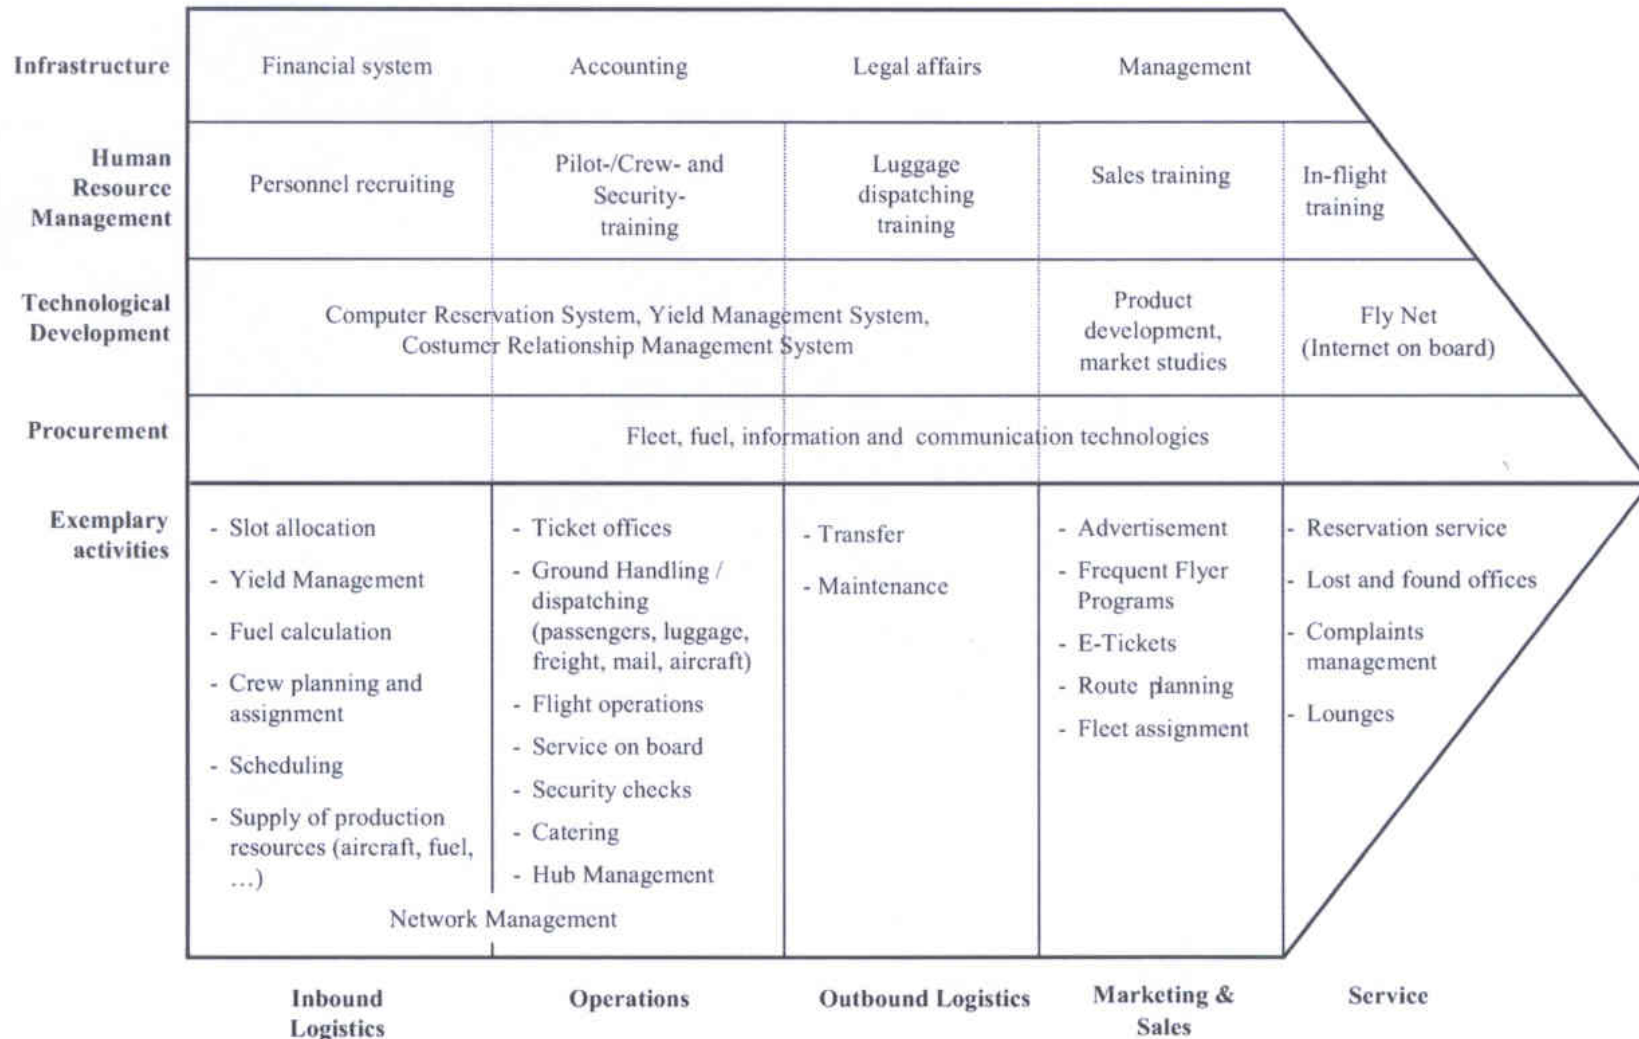 Infrastructure
Financial system
Accounting
Legal affairs
Management
Human
Resource
Management
Personnel recruiting
Pilot-/Crew- and
Security-
training
Luggage
dispatching
training
Sales training
In-flight
training
Technological
Development
Computer Reservation System, Yield Management System,
Costumer Relationship Management System
Product
development,
market studies
Fly Net
(Internet on board)
Procurement
Fleet, fuel, information and communication technologies
Exemplary
activities
- Slot allocation
- Yield Management
- Fuel calculation
- Crew planning and
assignment
- Scheduling
- Supply of production
resources (aircraft, fuel,
…)
- Ticket offices
- Ground Handling /
dispatching
(passengers, luggage,
freight, mail, aircraft)
- Flight operations
- Service on board
- Security checks
- Catering
- Hub Management
Network Management
- Transfer
- Maintenance
- Advertisement
- Frequent Flyer
Programs
- E-Tickets
- Route planning
- Fleet assignment
- Reservation service
- Lost and found offices
- Complaints
management
- Lounges
Inbound
Logistics
Operations
Outbound Logistics
Marketing &
Sales
Service